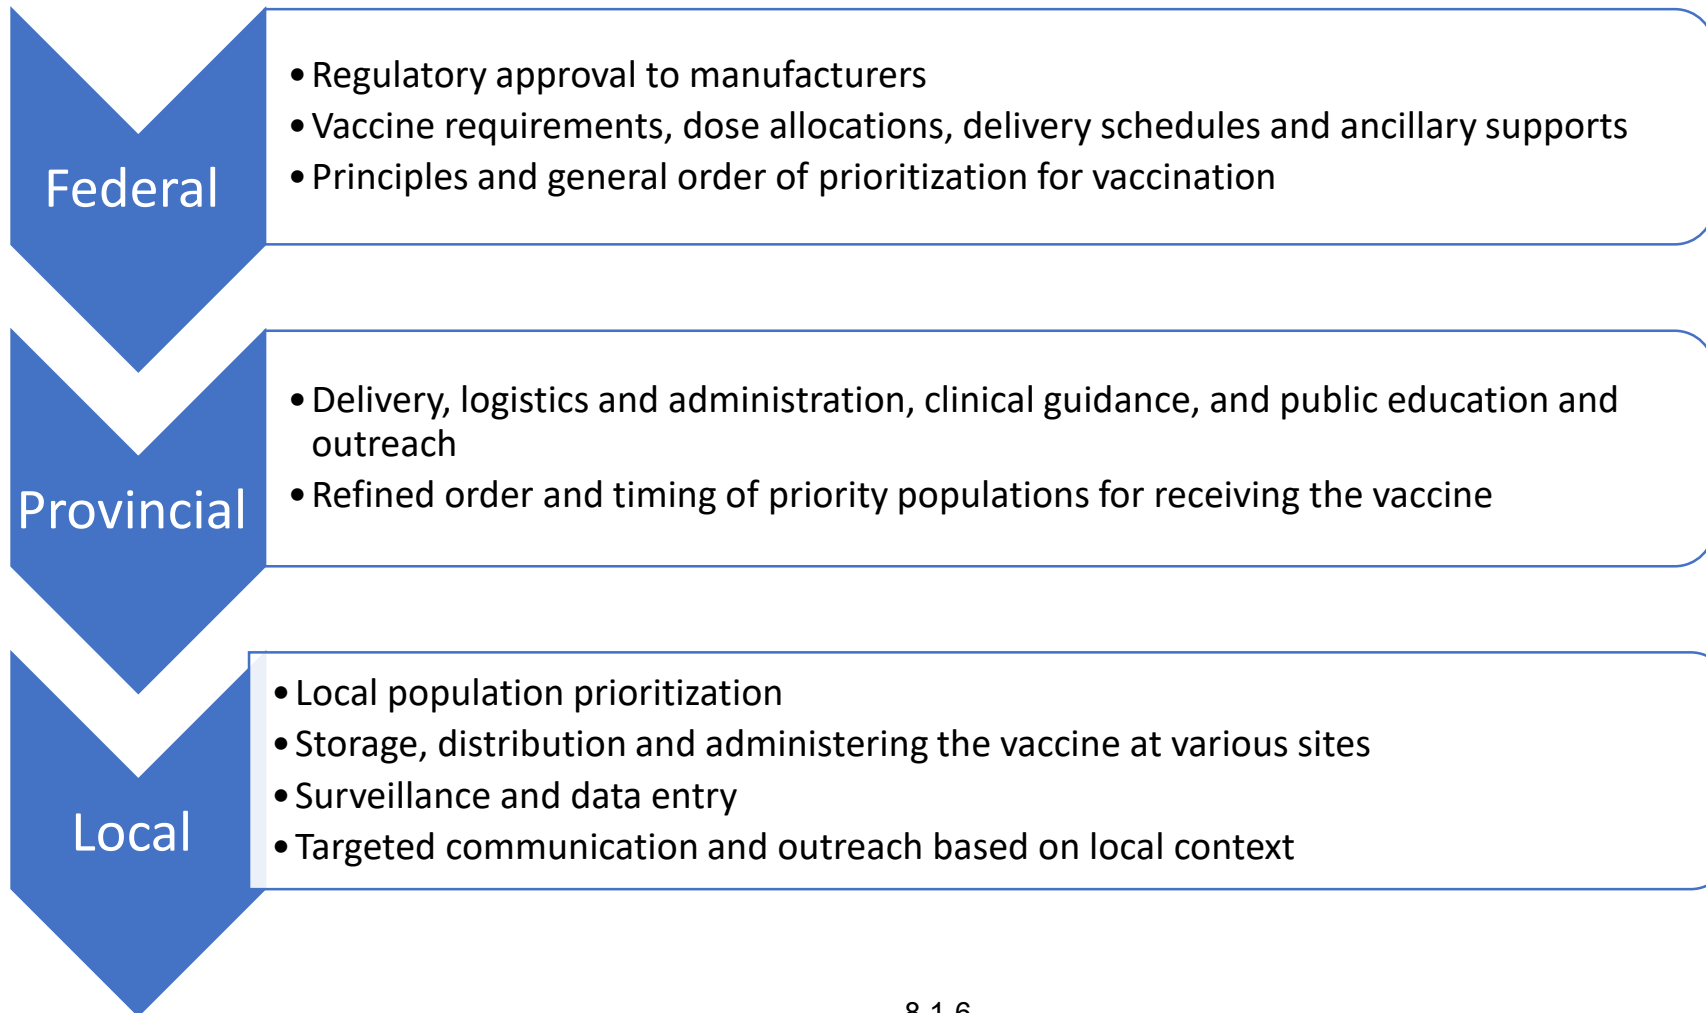 Federal
• Regulatory approval to manufacturers
• Vaccine requirements, dose allocations, delivery schedules and ancillary supports
• Principles and general order of prioritization for vaccination
Provincial
• Delivery, logistics and administration, clinical guidance, and public education and
outreach
• Refined order and timing of priority populations for receiving the vaccine
Local
• Local population prioritization
• Storage, distribution and administering the vaccine at various sites
• Surveillance and data entry
• Targeted communication and outreach based on local context
8.1.6